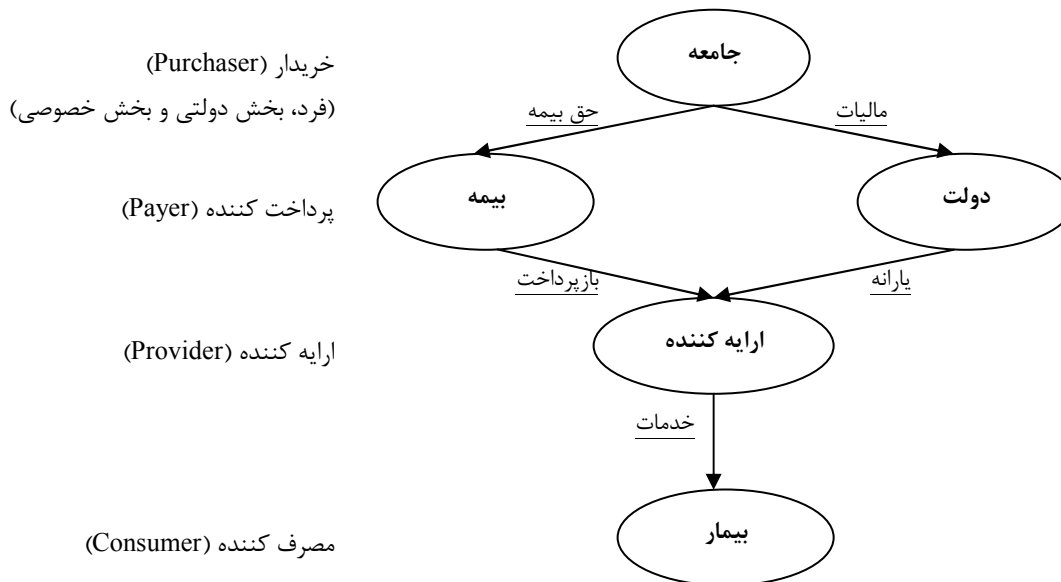 جامعه
خریدار (Purchaser)
(فرد، بخش دولتی و بخش خصوصی)
مالیات
حق بیمه
دولت
بیمه
پرداخت کننده (Payer)
یارانه
بازپرداخت
ارایه کننده
ارایه کننده (Provider)
خدمات
بیمار
مصرف کننده (Consumer)